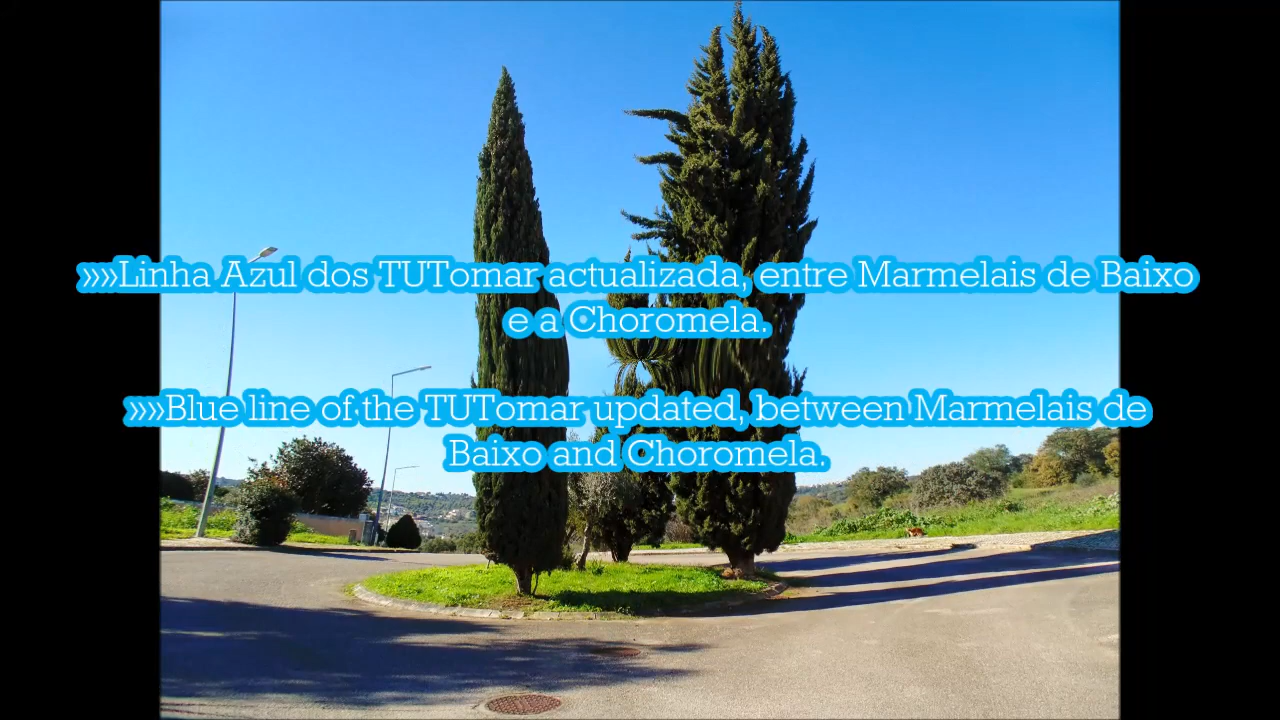 »»Linha Azul dos TUTomar actualizada, entre Marmelais de Baixo
e a Choromela.
»»Blue line of the TUTomar updated, between Marmelais de
Baixo and Choromela.